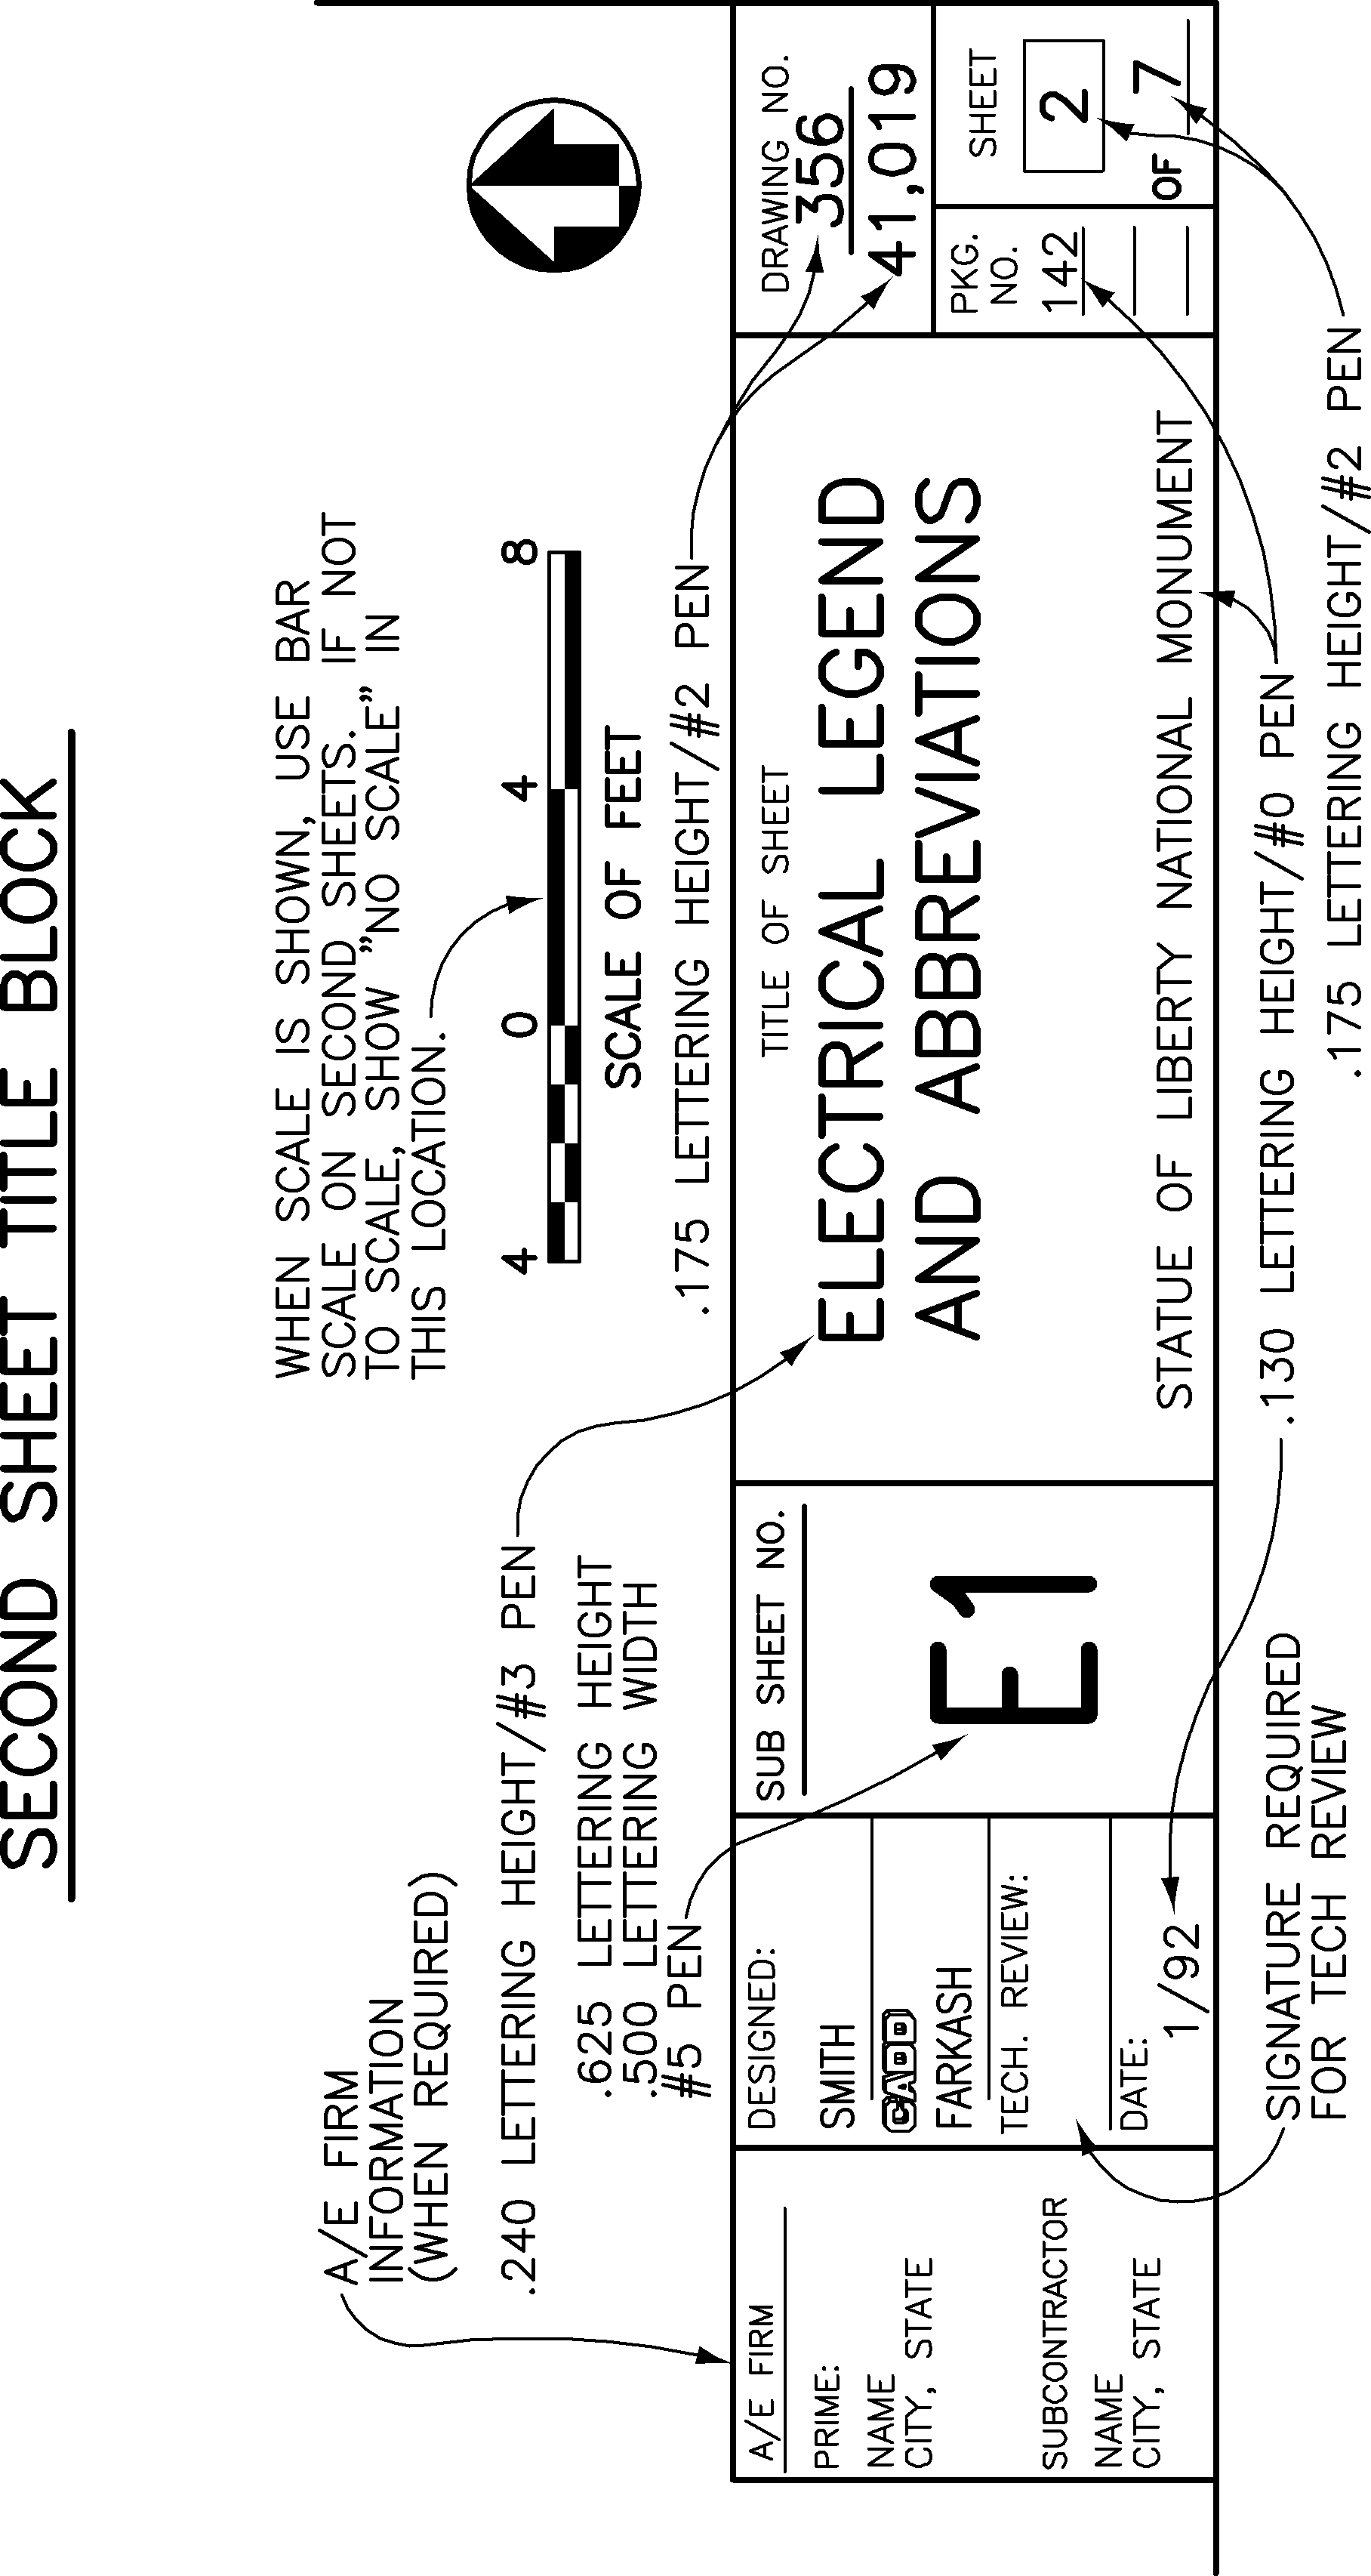 SECOND SHEET TITLE BLOCK
WHEN SCALE IS SHOWN, USE BAR
SCALE ON SECOND SHEETS. IF NOT
TO SCALE, SHOW "NO SCALE" IN
THIS LOCATION.
4 0 4 8
SCALE OF FEET
A/E FIRM
INFORMATION
(WHEN REQUIRED)
.240 LETTERING HEIGHT/#3 PEN
.625 LETTERING HEIGHT
.500 LETTERING WIDTH
#5 PEN
.175 LETTERING HEIGHT/#2 PEN
A/E FIRM
PRIME:
NAME
CITY, STATE
SUBCONTRACTOR
NAME
CITY, STATE
DESIGNED:
SMITH
CADD
FARKASH
TECH. REVIEW:
DATE:
1/92
SUB SHEET NO.
E1
TITLE OF SHEET
ELECTRICAL LEGEND
AND ABBREVIATIONS
STATUE OF LIBERTY NATIONAL MONUMENT
DRAWING NO.
356
41,019
PKG.
NO.
142
SHEET
2
OF 7
SIGNATURE REQUIRED
FOR TECH REVIEW
.130 LETTERING HEIGHT/#0 PEN
.175 LETTERING HEIGHT/#2 PEN